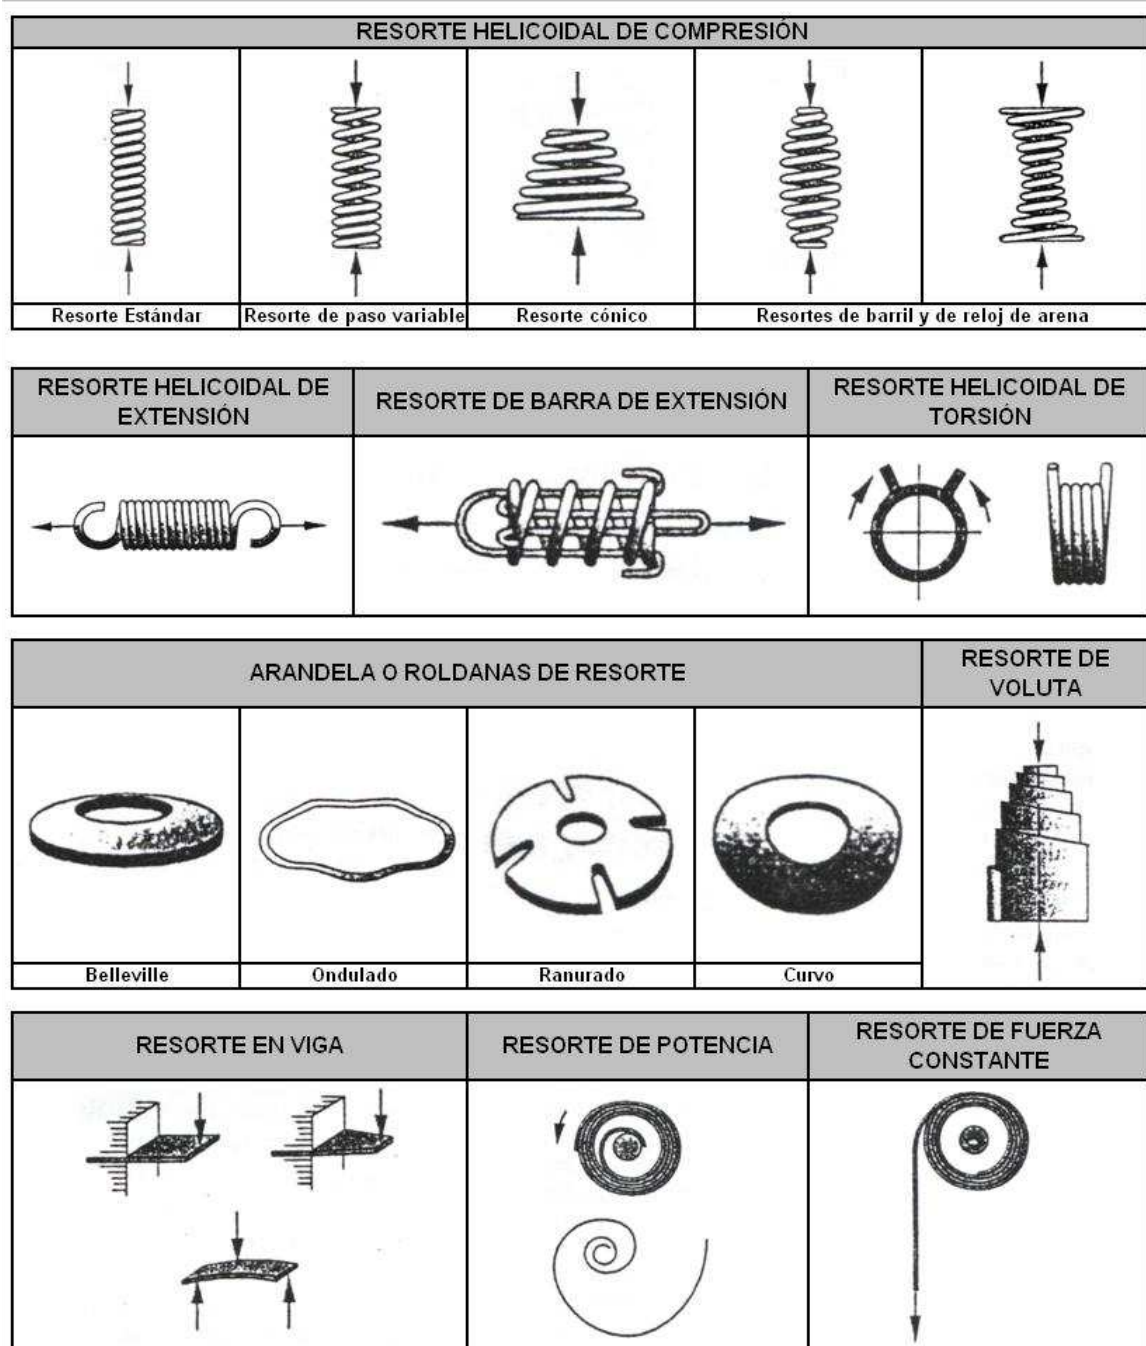 RESORTE HELICOIDAL DE COMPRESIÓN
Resorte Estándar
Resorte de paso variable
Resorte cónico
Resortes de barril y de reloj de arena
RESORTE HELICOIDAL DE
EXTENSIÓN
RESORTE DE BARRA DE EXTENSIÓN
RESORTE HELICOIDAL DE
TORSIÓN
ARANDELA O ROLDANAS DE RESORTE
RESORTE DE
VOLUTA
Belleville
Ondulado
Ranurado
Curvo
RESORTE EN VIGA
RESORTE DE POTENCIA
RESORTE DE FUERZA
CONSTANTE